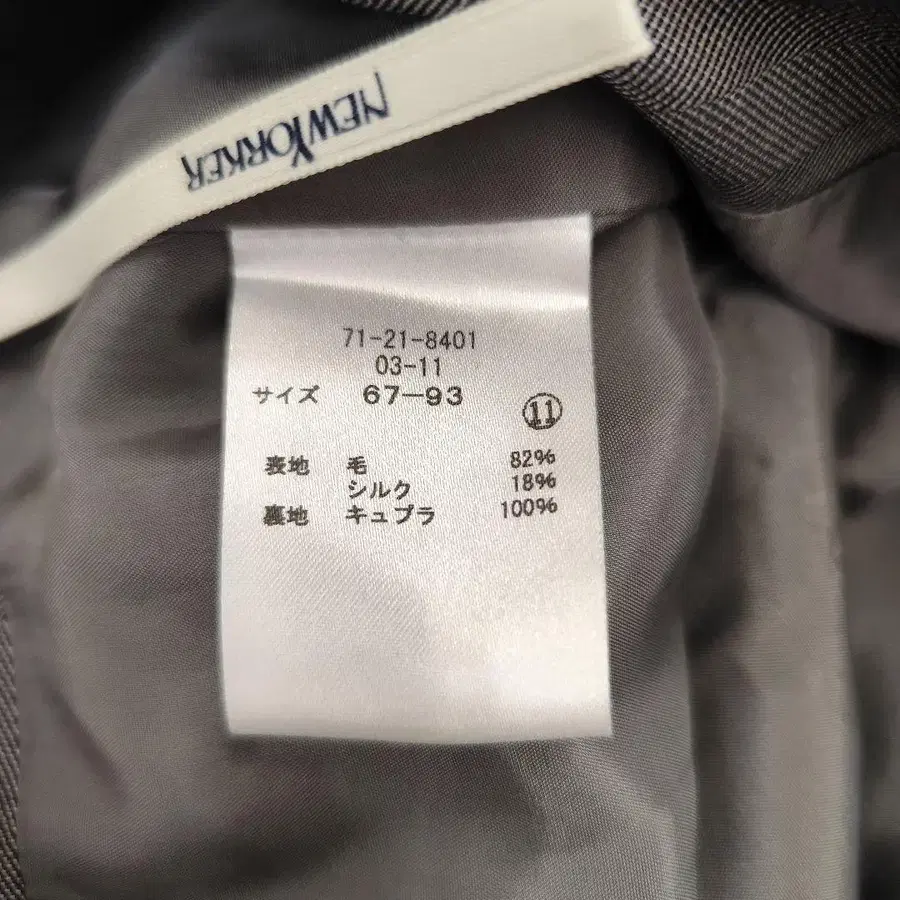 NEWYORKER
71-21-8401
03-11
サイズ 67-93
⑪
表地 毛 82%
シルク 18%
裏地 キュプラ 100%